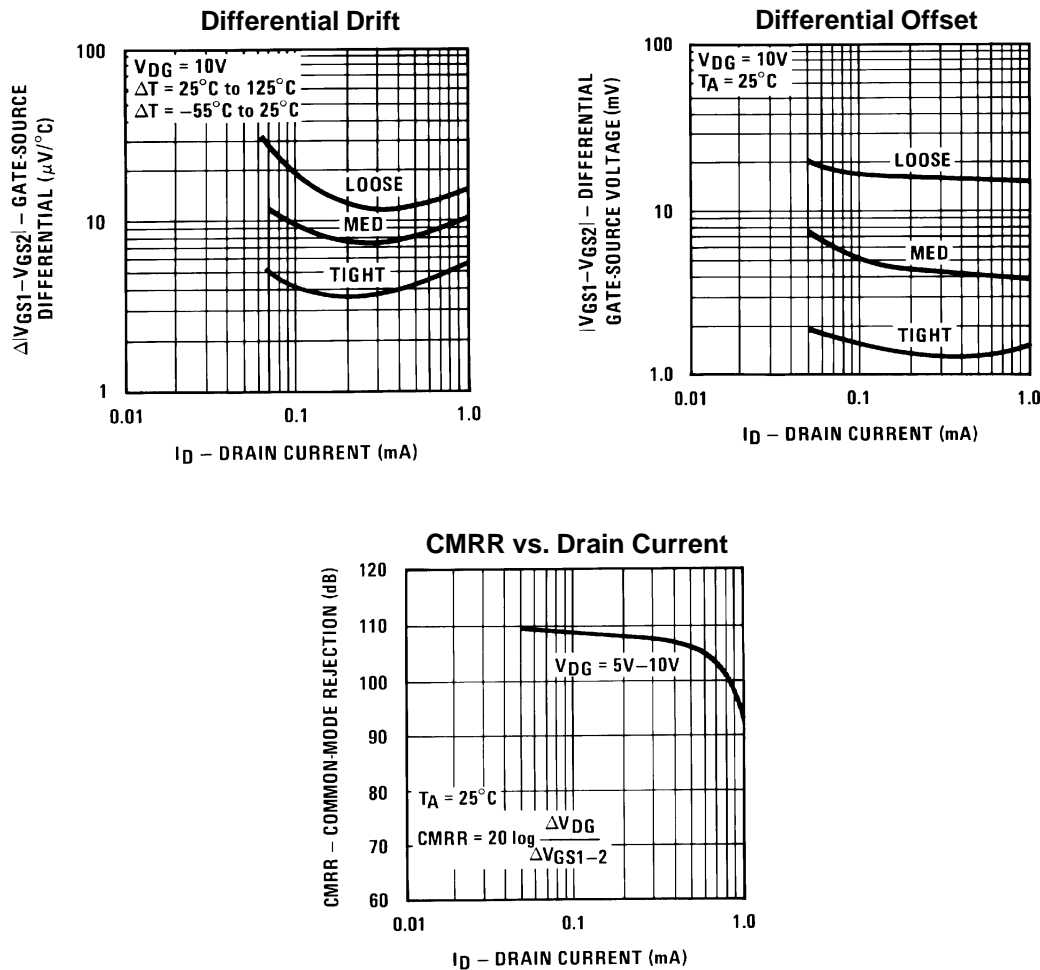 Differential Drift
100
10
1
0.01
0.1
1.0
Δ|VGS1–VGS2| – GATE-SOURCE
DIFFERENTIAL (μV/°C)
VDG = 10V
ΔT = 25°C to 125°C
ΔT = –55°C to 25°C
LOOSE
MED
TIGHT
ID – DRAIN CURRENT (mA)
Differential Offset
100
10
1.0
0.01
0.1
1.0
|VGS1–VGS2| – DIFFERENTIAL
GATE-SOURCE VOLTAGE (mV)
VDG = 10V
TA = 25°C
LOOSE
MED
TIGHT
ID – DRAIN CURRENT (mA)
CMRR vs. Drain Current
120
110
100
90
80
70
60
0.01
0.1
1.0
CMRR – COMMON-MODE REJECTION (dB)
VDG = 5V–10V
TA = 25°C
CMRR = 20 log ΔVDG
ΔVGS1–2
ID – DRAIN CURRENT (mA)